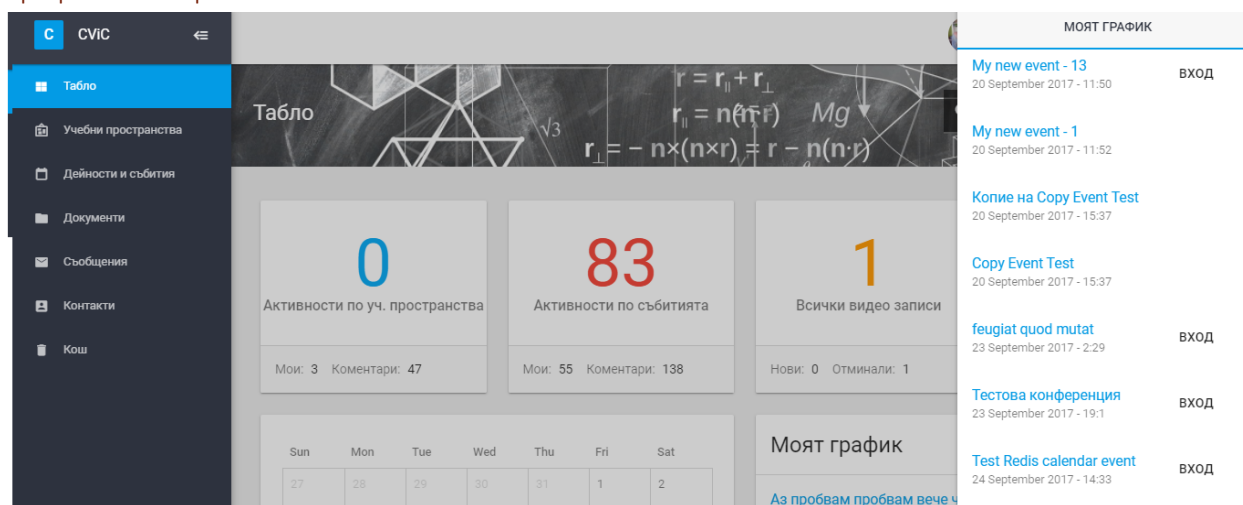 C CViC
Табло
Учебни пространства
Дейности и събития
Документи
Съобщения
Контакти
Кош
Табло
√3
r = r∥ + r⊥
r∥ = n(n·r) Mg
r⊥ = − n×(n×r) = r − n(n·r)
0
Активности по уч. пространства
Мои: 3 Коментари: 47
83
Активности по събитията
Мои: 55 Коментари: 138
1
Всички видео записи
Нови: 0 Отминали: 1
Sun Mon Tue Wed Thu Fri Sat
27 28 29 30 31 1 2
Моят график
Аз пробвам пробвам вече
МОЯТ ГРАФИК
My new event - 13
20 September 2017 - 11:50
ВХОД
My new event - 1
20 September 2017 - 11:52
Копие на Copy Event Test
20 September 2017 - 15:37
Copy Event Test
20 September 2017 - 15:37
feugiat quod mutat
23 September 2017 - 2:29
ВХОД
Тестова конференция
23 September 2017 - 19:1
ВХОД
Test Redis calendar event
24 September 2017 - 14:33
ВХОД